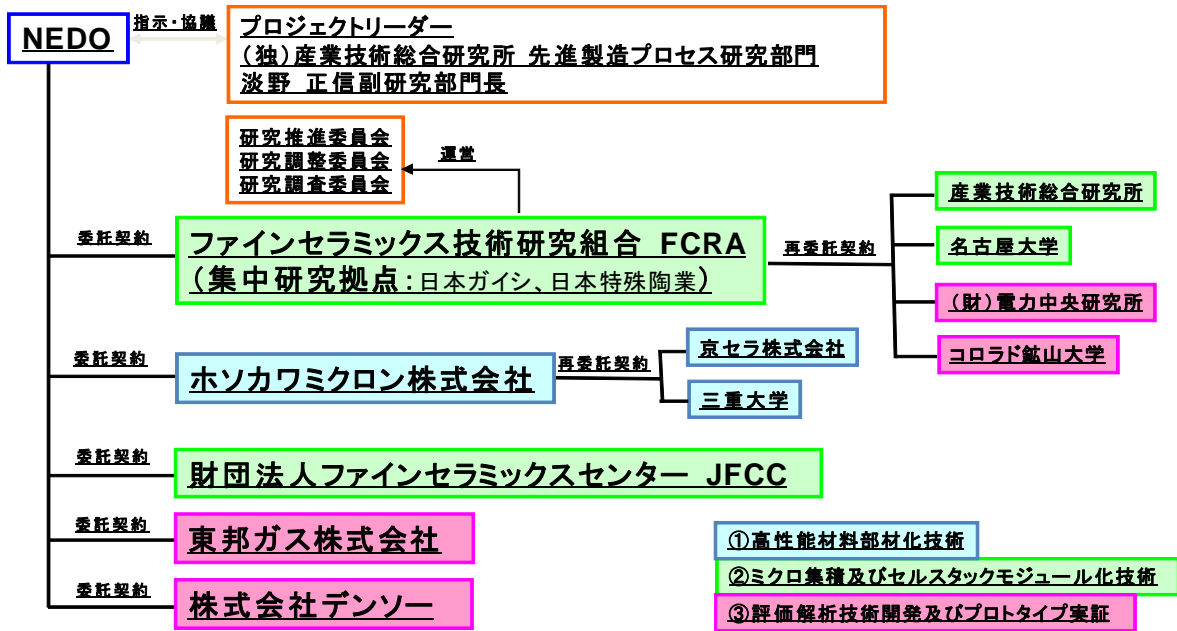 NEDO
指示・協議
プロジェクトリーダー
(独)産業技術総合研究所 先進製造プロセス研究部門
淡野 正信副研究部門長
研究推進委員会
研究調整委員会
研究調査委員会
運営
委託契約
ファインセラミックス技術研究組合 FCRA
(集中研究拠点:日本ガイシ、日本特殊陶業)
再委託契約
産業技術総合研究所
名古屋大学
(財)電力中央研究所
コロラド鉱山大学
委託契約
ホソカワミクロン株式会社
再委託契約
京セラ株式会社
三重大学
委託契約
財団法人ファインセラミックスセンター JFCC
委託契約
東邦ガス株式会社
委託契約
株式会社デンソー
①高性能材料部材化技術
②ミクロ集積及びセルスタックモジュール化技術
③評価解析技術開発及びプロトタイプ実証